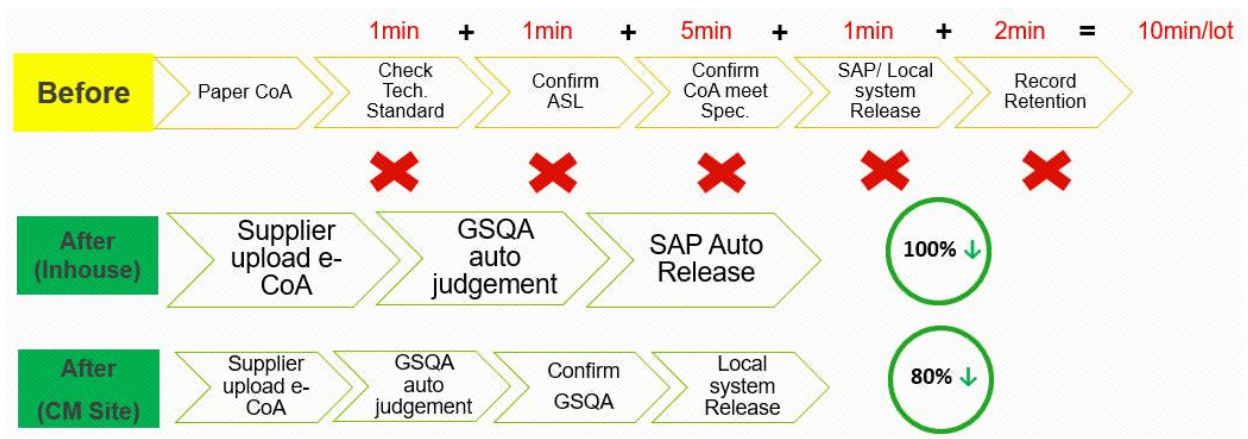 1min + 1min + 5min + 1min + 2min = 10min/lot
Before
Paper CoA
Check
Tech.
Standard
Confirm
ASL
Confirm
CoA meet
Spec.
SAP/ Local
system
Release
Record
Retention
After
(Inhouse)
Supplier
upload e-
CoA
GSQA
auto
judgement
SAP Auto
Release
100% ↓
After
(CM Site)
Supplier
upload e-
CoA
GSQA
auto
judgement
Confirm
GSQA
Local
system
Release
80% ↓